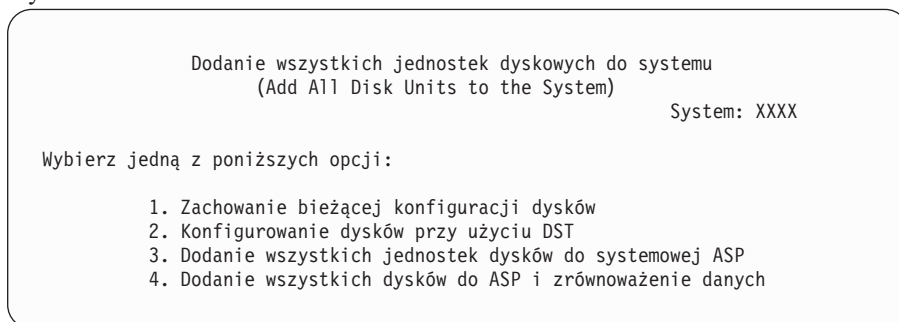 Dodanie wszystkich jednostek dyskowych do systemu
(Add All Disk Units to the System)
System: XXXX
Wybierz jedną z poniższych opcji:
1. Zachowanie bieżącej konfiguracji dysków
2. Konfigurowanie dysków przy użyciu DST
3. Dodanie wszystkich jednostek dysków do systemowej ASP
4. Dodanie wszystkich dysków do ASP i zrównoważenie danych